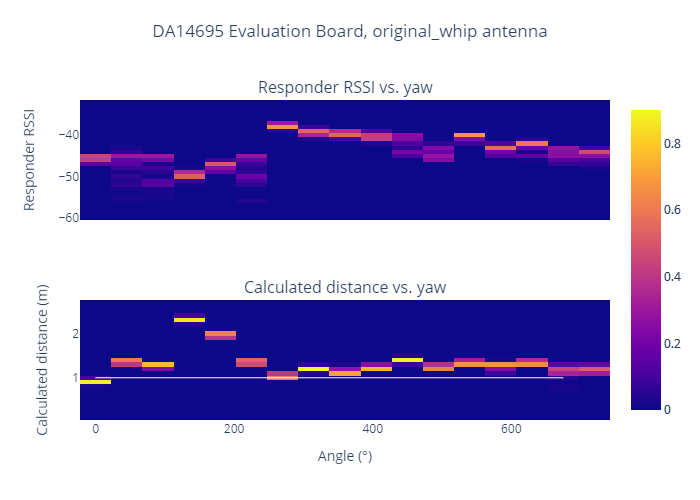 DA14695 Evaluation Board, original_whip antenna
Responder RSSI vs. yaw
Responder RSSI
−40
−50
−60
Calculated distance vs. yaw
Calculated distance (m)
2
1
0
200
400
600
Angle (°)
0.8
0.6
0.4
0.2
0